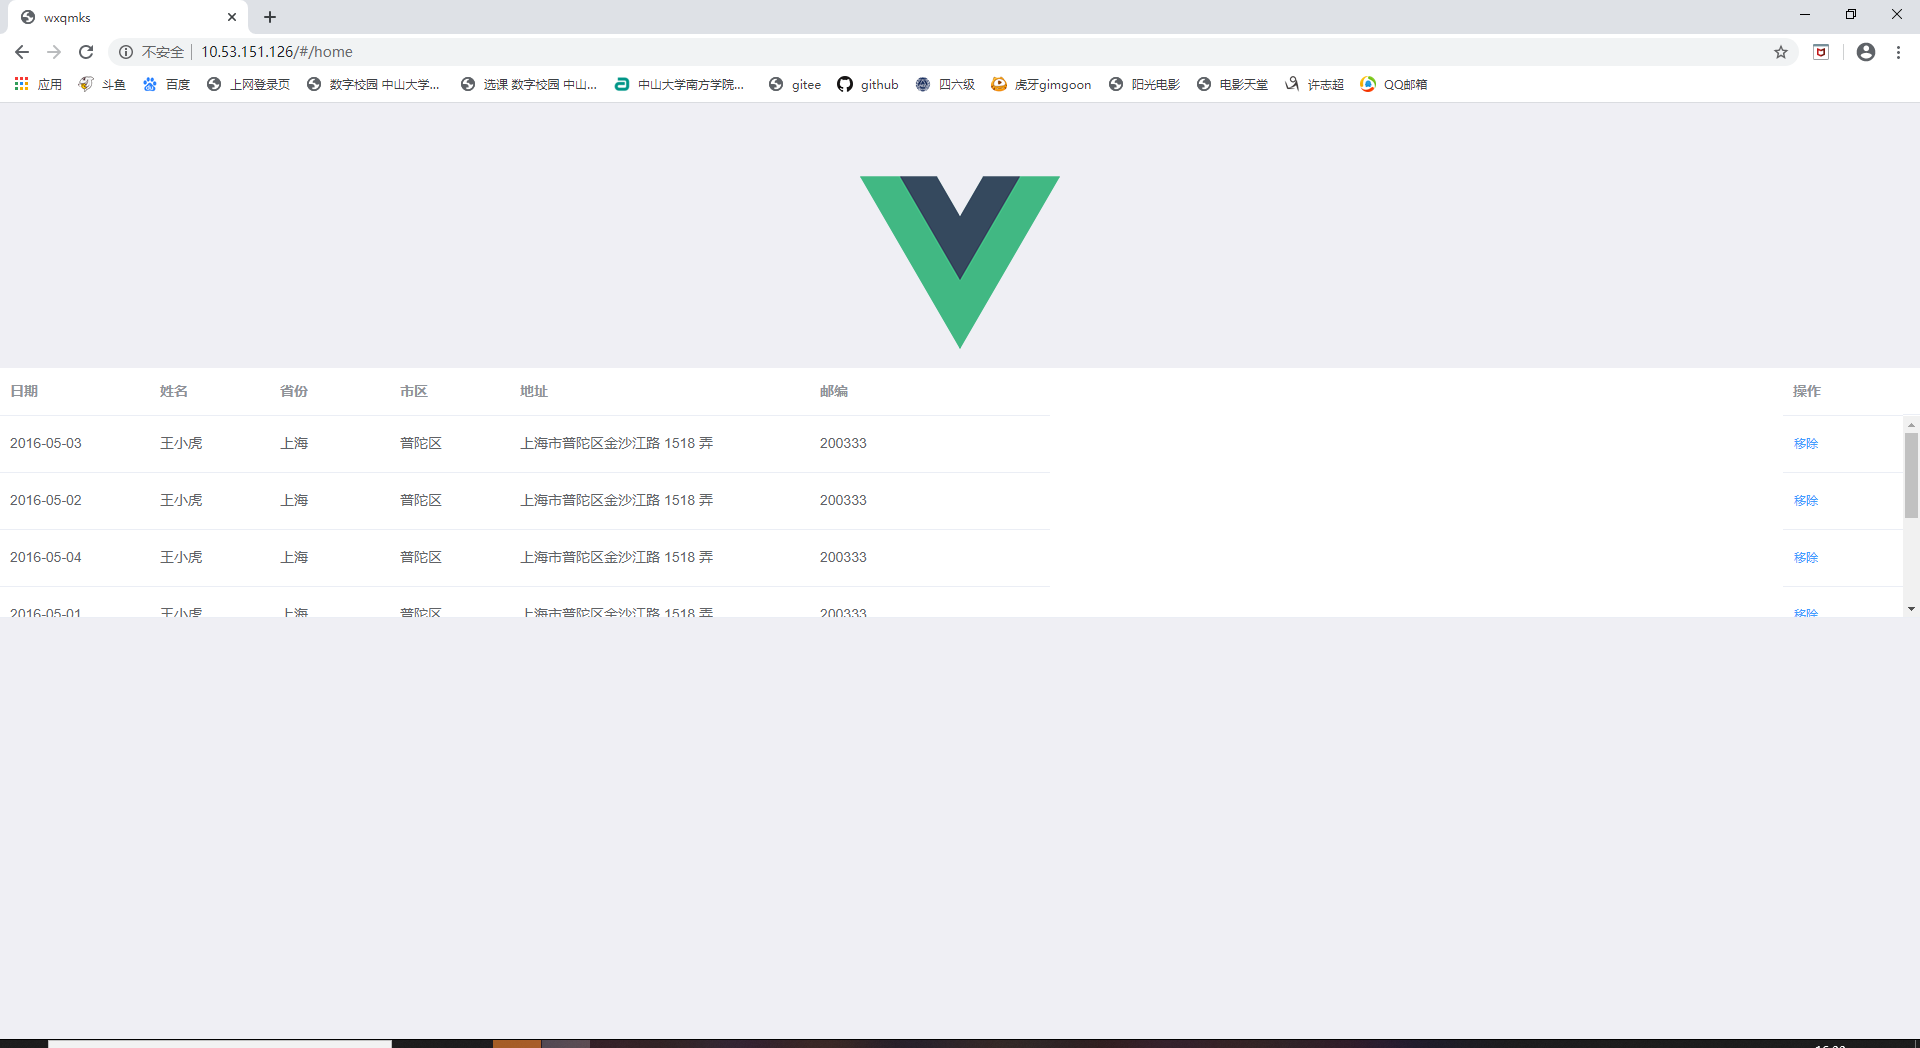 wxqmks
不安全 10.53.151.126/#/home
应用 斗鱼 百度 上网登录页 数字校园 中山大学... 选课 数字校园 中山... 中山大学南方学院... gitee github 四六级 虎牙gimgoon 阳光电影 电影天堂 许志超 QQ邮箱
日期 姓名 省份 市区 地址 邮编 操作
2016-05-03 王小虎 上海 普陀区 上海市普陀区金沙江路 1518 弄 200333 移除
2016-05-02 王小虎 上海 普陀区 上海市普陀区金沙江路 1518 弄 200333 移除
2016-05-04 王小虎 上海 普陀区 上海市普陀区金沙江路 1518 弄 200333 移除
2016-05-01 王小虎 上海 普陀区 上海市普陀区金沙江路 1518 弄 200333 移除